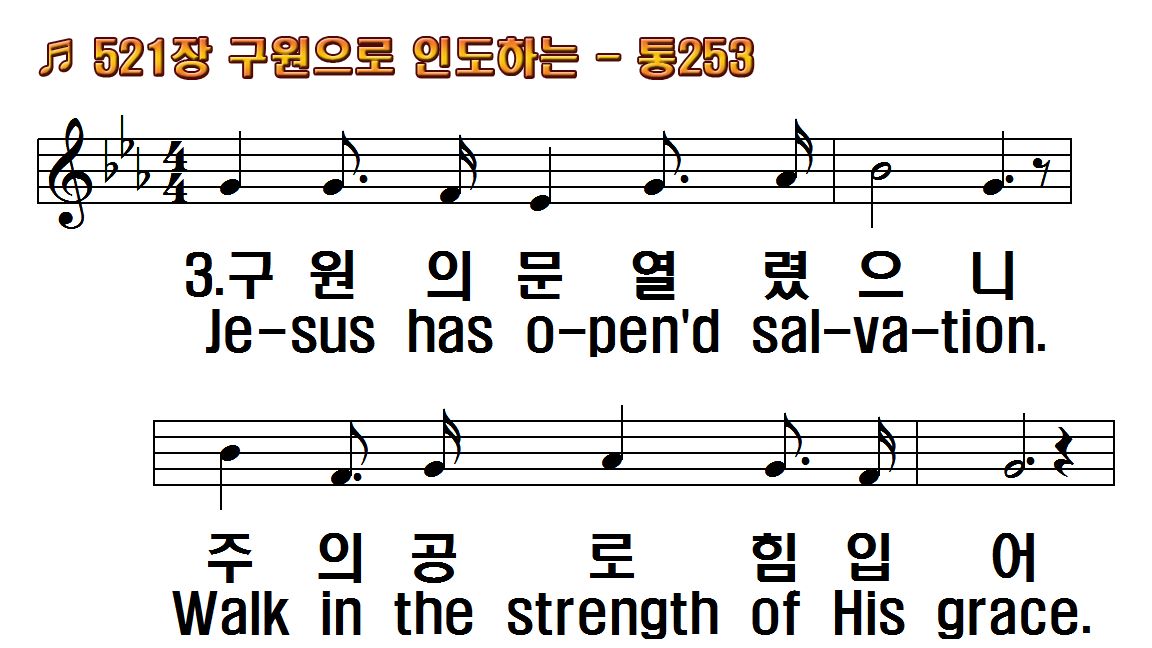 ♬ 521장 구원으로 인도하는 - 통253
4
4
3.구 원 의 문 열 렸 으 니
Je-sus has o-pen'd sal-va-tion.
주 의 공 로 힘 입 어
Walk in the strength of His grace.